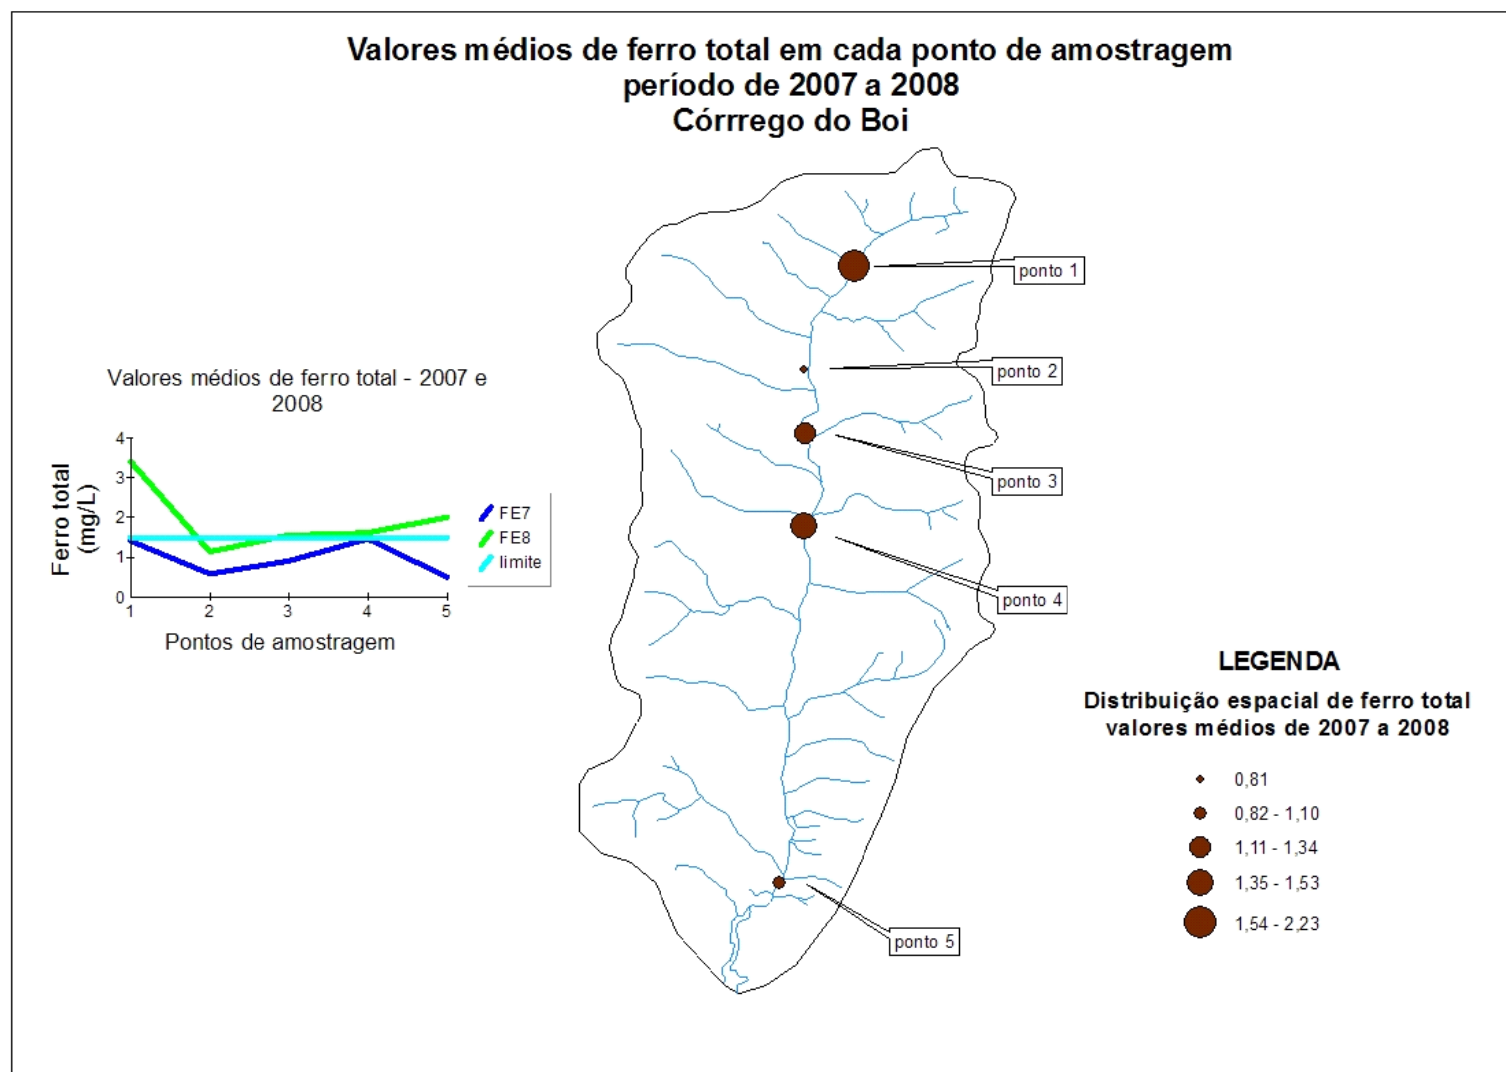 Valores médios de ferro total em cada ponto de amostragem
período de 2007 a 2008
Córrrego do Boi
ponto 1
ponto 2
ponto 3
ponto 4
ponto 5
Valores médios de ferro total - 2007 e
2008
Ferro total
(mg/L)
4
3
2
1
0
1 2 3 4 5
Pontos de amostragem
FE7
FE8
limite
LEGENDA
Distribuição espacial de ferro total
valores médios de 2007 a 2008
0,81
0,82 - 1,10
1,11 - 1,34
1,35 - 1,53
1,54 - 2,23